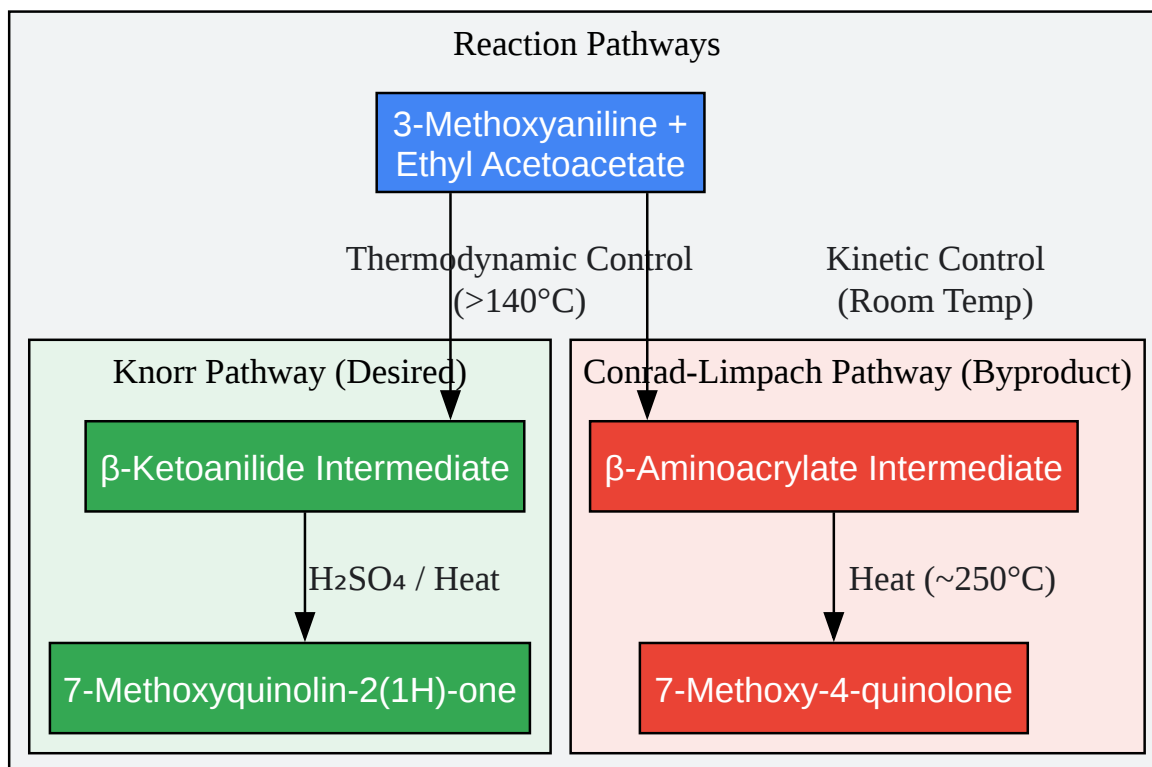 Reaction Pathways
3-Methoxyaniline +
Ethyl Acetoacetate
Thermodynamic Control
(>140°C)
Kinetic Control
(Room Temp)
Knorr Pathway (Desired)
Conrad-Limpach Pathway (Byproduct)
β-Ketoanilide Intermediate
β-Aminoacrylate Intermediate
H₂SO₄ / Heat
Heat (~250°C)
7-Methoxyquinolin-2(1H)-one
7-Methoxy-4-quinolone